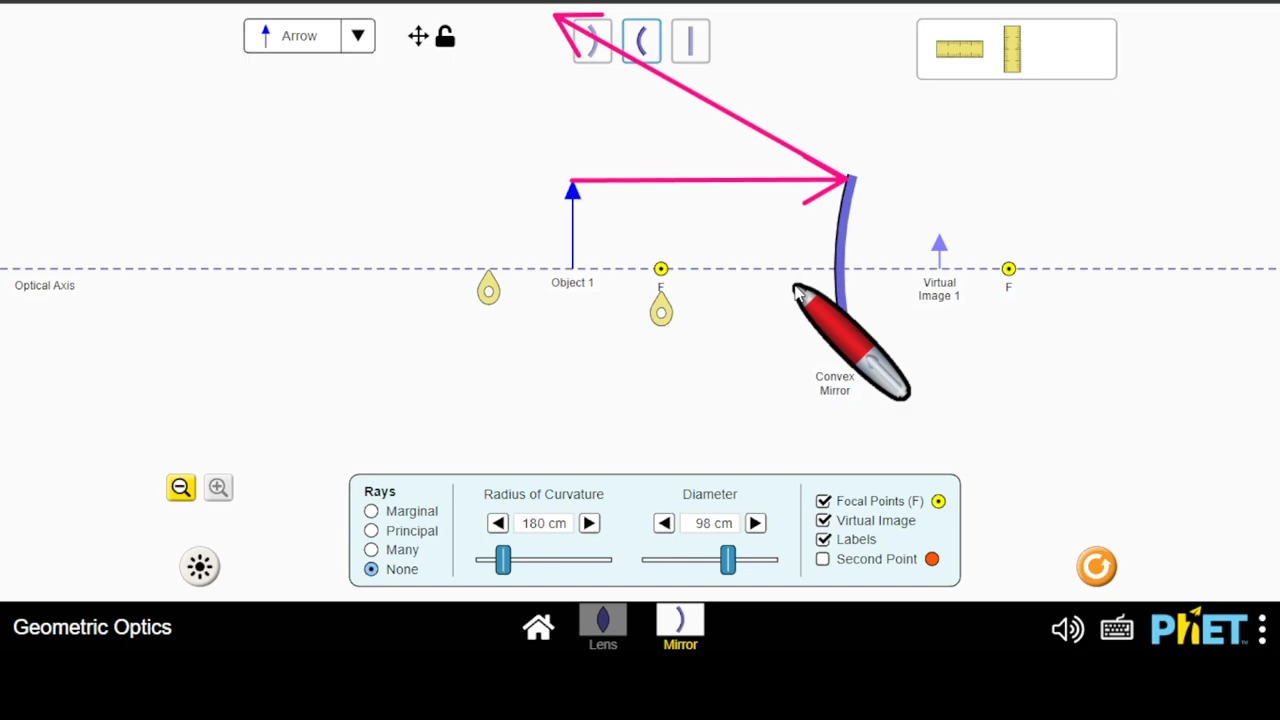 Arrow
Optical Axis
Object 1
F
Virtual
Image 1
F
Convex
Mirror
Rays
Marginal
Principal
Many
None
Radius of Curvature
180 cm
Diameter
98 cm
Focal Points (F)
Virtual Image
Labels
Second Point
Geometric Optics
Lens
Mirror
PhET